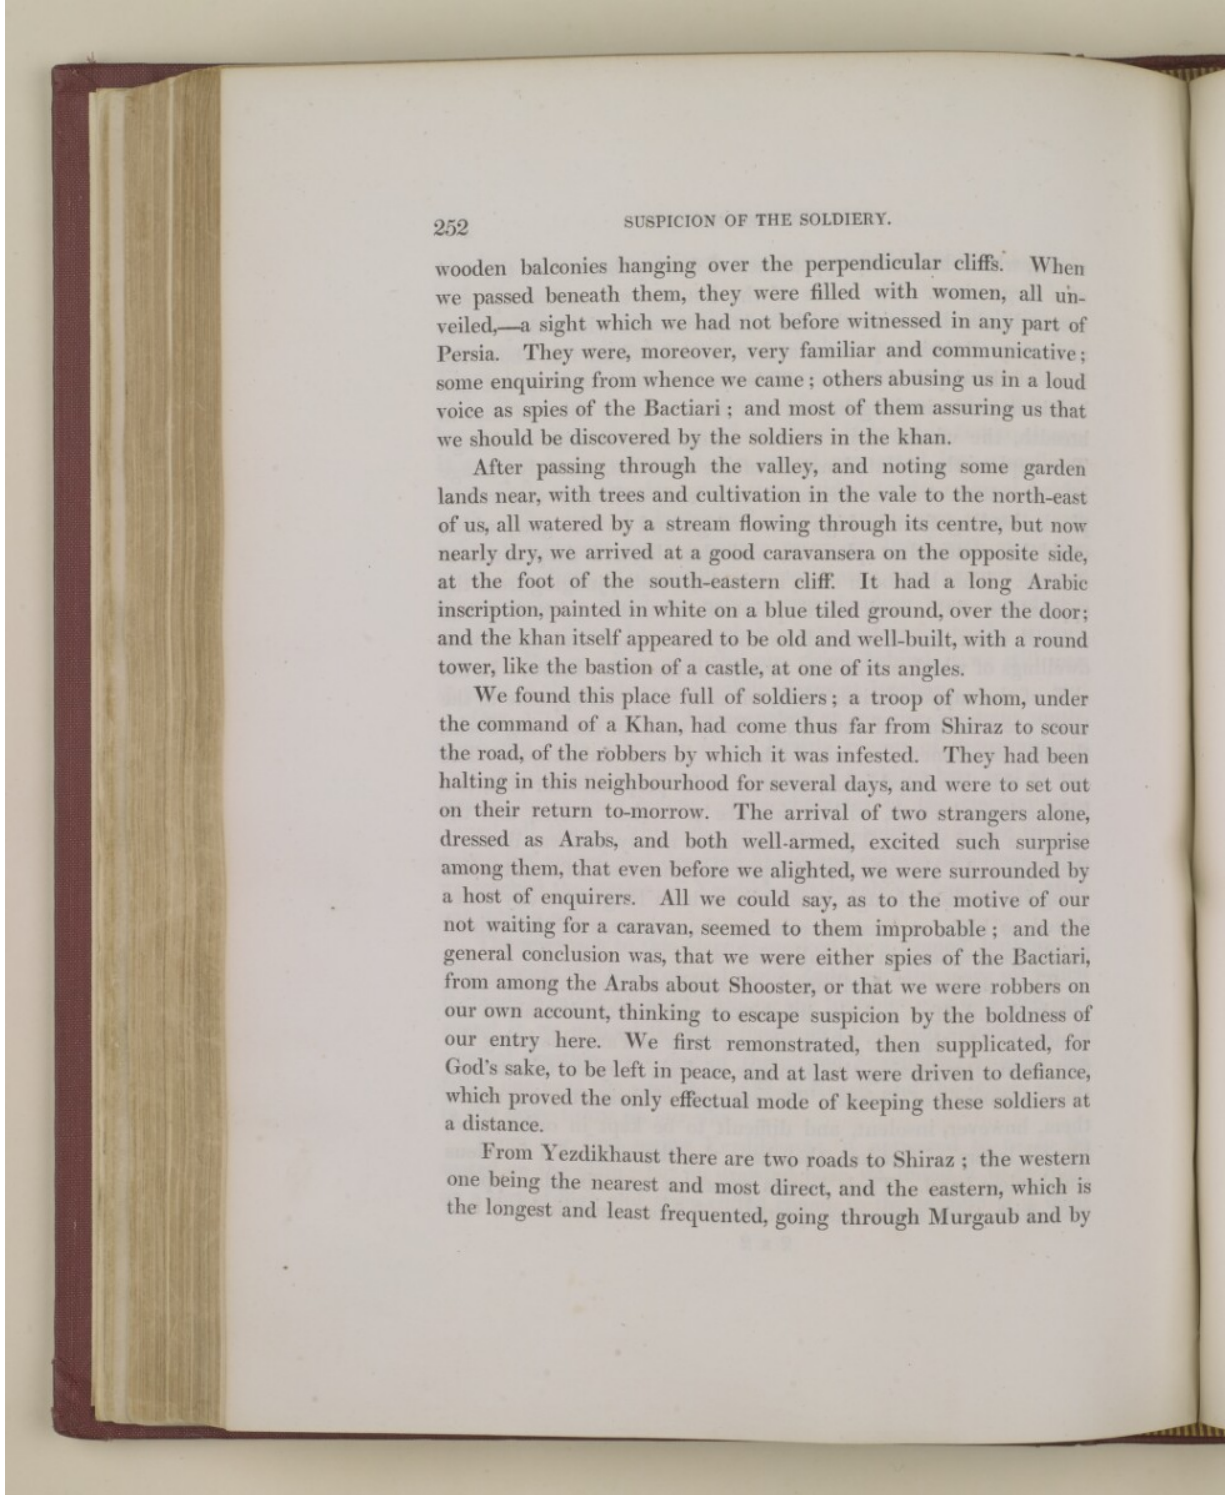 252
SUSPICION OF THE SOLDIERY.
wooden balconies hanging over the perpendicular cliffs. When
we passed beneath them, they were filled with women, all un-
veiled,—a sight which we had not before witnessed in any part of
Persia. They were, moreover, very familiar and communicative;
some enquiring from whence we came; others abusing us in a loud
voice as spies of the Bactiari; and most of them assuring us that
we should be discovered by the soldiers in the khan.
After passing through the valley, and noting some garden
lands near, with trees and cultivation in the vale to the north-east
of us, all watered by a stream flowing through its centre, but now
nearly dry, we arrived at a good caravansera on the opposite side,
at the foot of the south-eastern cliff. It had a long Arabic
inscription, painted in white on a blue tiled ground, over the door;
and the khan itself appeared to be old and well-built, with a round
tower, like the bastion of a castle, at one of its angles.
We found this place full of soldiers; a troop of whom, under
the command of a Khan, had come thus far from Shiraz to scour
the road, of the robbers by which it was infested. They had been
halting in this neighbourhood for several days, and were to set out
on their return to-morrow. The arrival of two strangers alone,
dressed as Arabs, and both well-armed, excited such surprise
among them, that even before we alighted, we were surrounded by
a host of enquirers. All we could say, as to the motive of our
not waiting for a caravan, seemed to them improbable; and the
general conclusion was, that we were either spies of the Bactiari,
from among the Arabs about Shooster, or that we were robbers on
our own account, thinking to escape suspicion by the boldness of
our entry here. We first remonstrated, then supplicated, for
God's sake, to be left in peace, and at last were driven to defiance,
which proved the only effectual mode of keeping these soldiers at
a distance.
From Yezdikhaust there are two roads to Shiraz; the western
one being the nearest and most direct, and the eastern, which is
the longest and least frequented, going through Murgaub and by